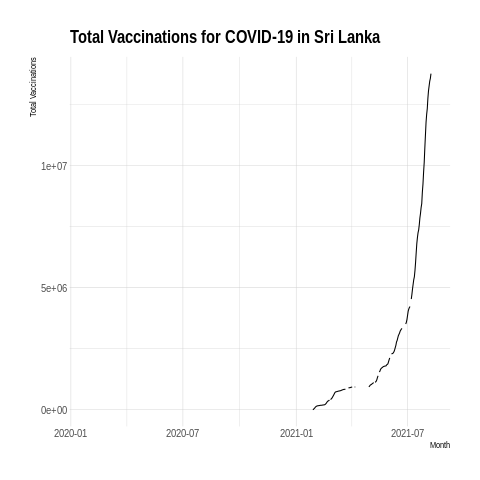 Total Vaccinations for COVID-19 in Sri Lanka
Total Vaccinations
1e+07
5e+06
0e+00
2020-01 2020-07 2021-01 2021-07
Month